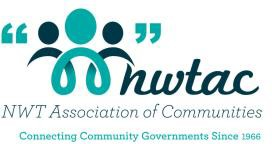 “ ”
nwtac
NWT Association of Communities
Connecting Community Governments Since 1966